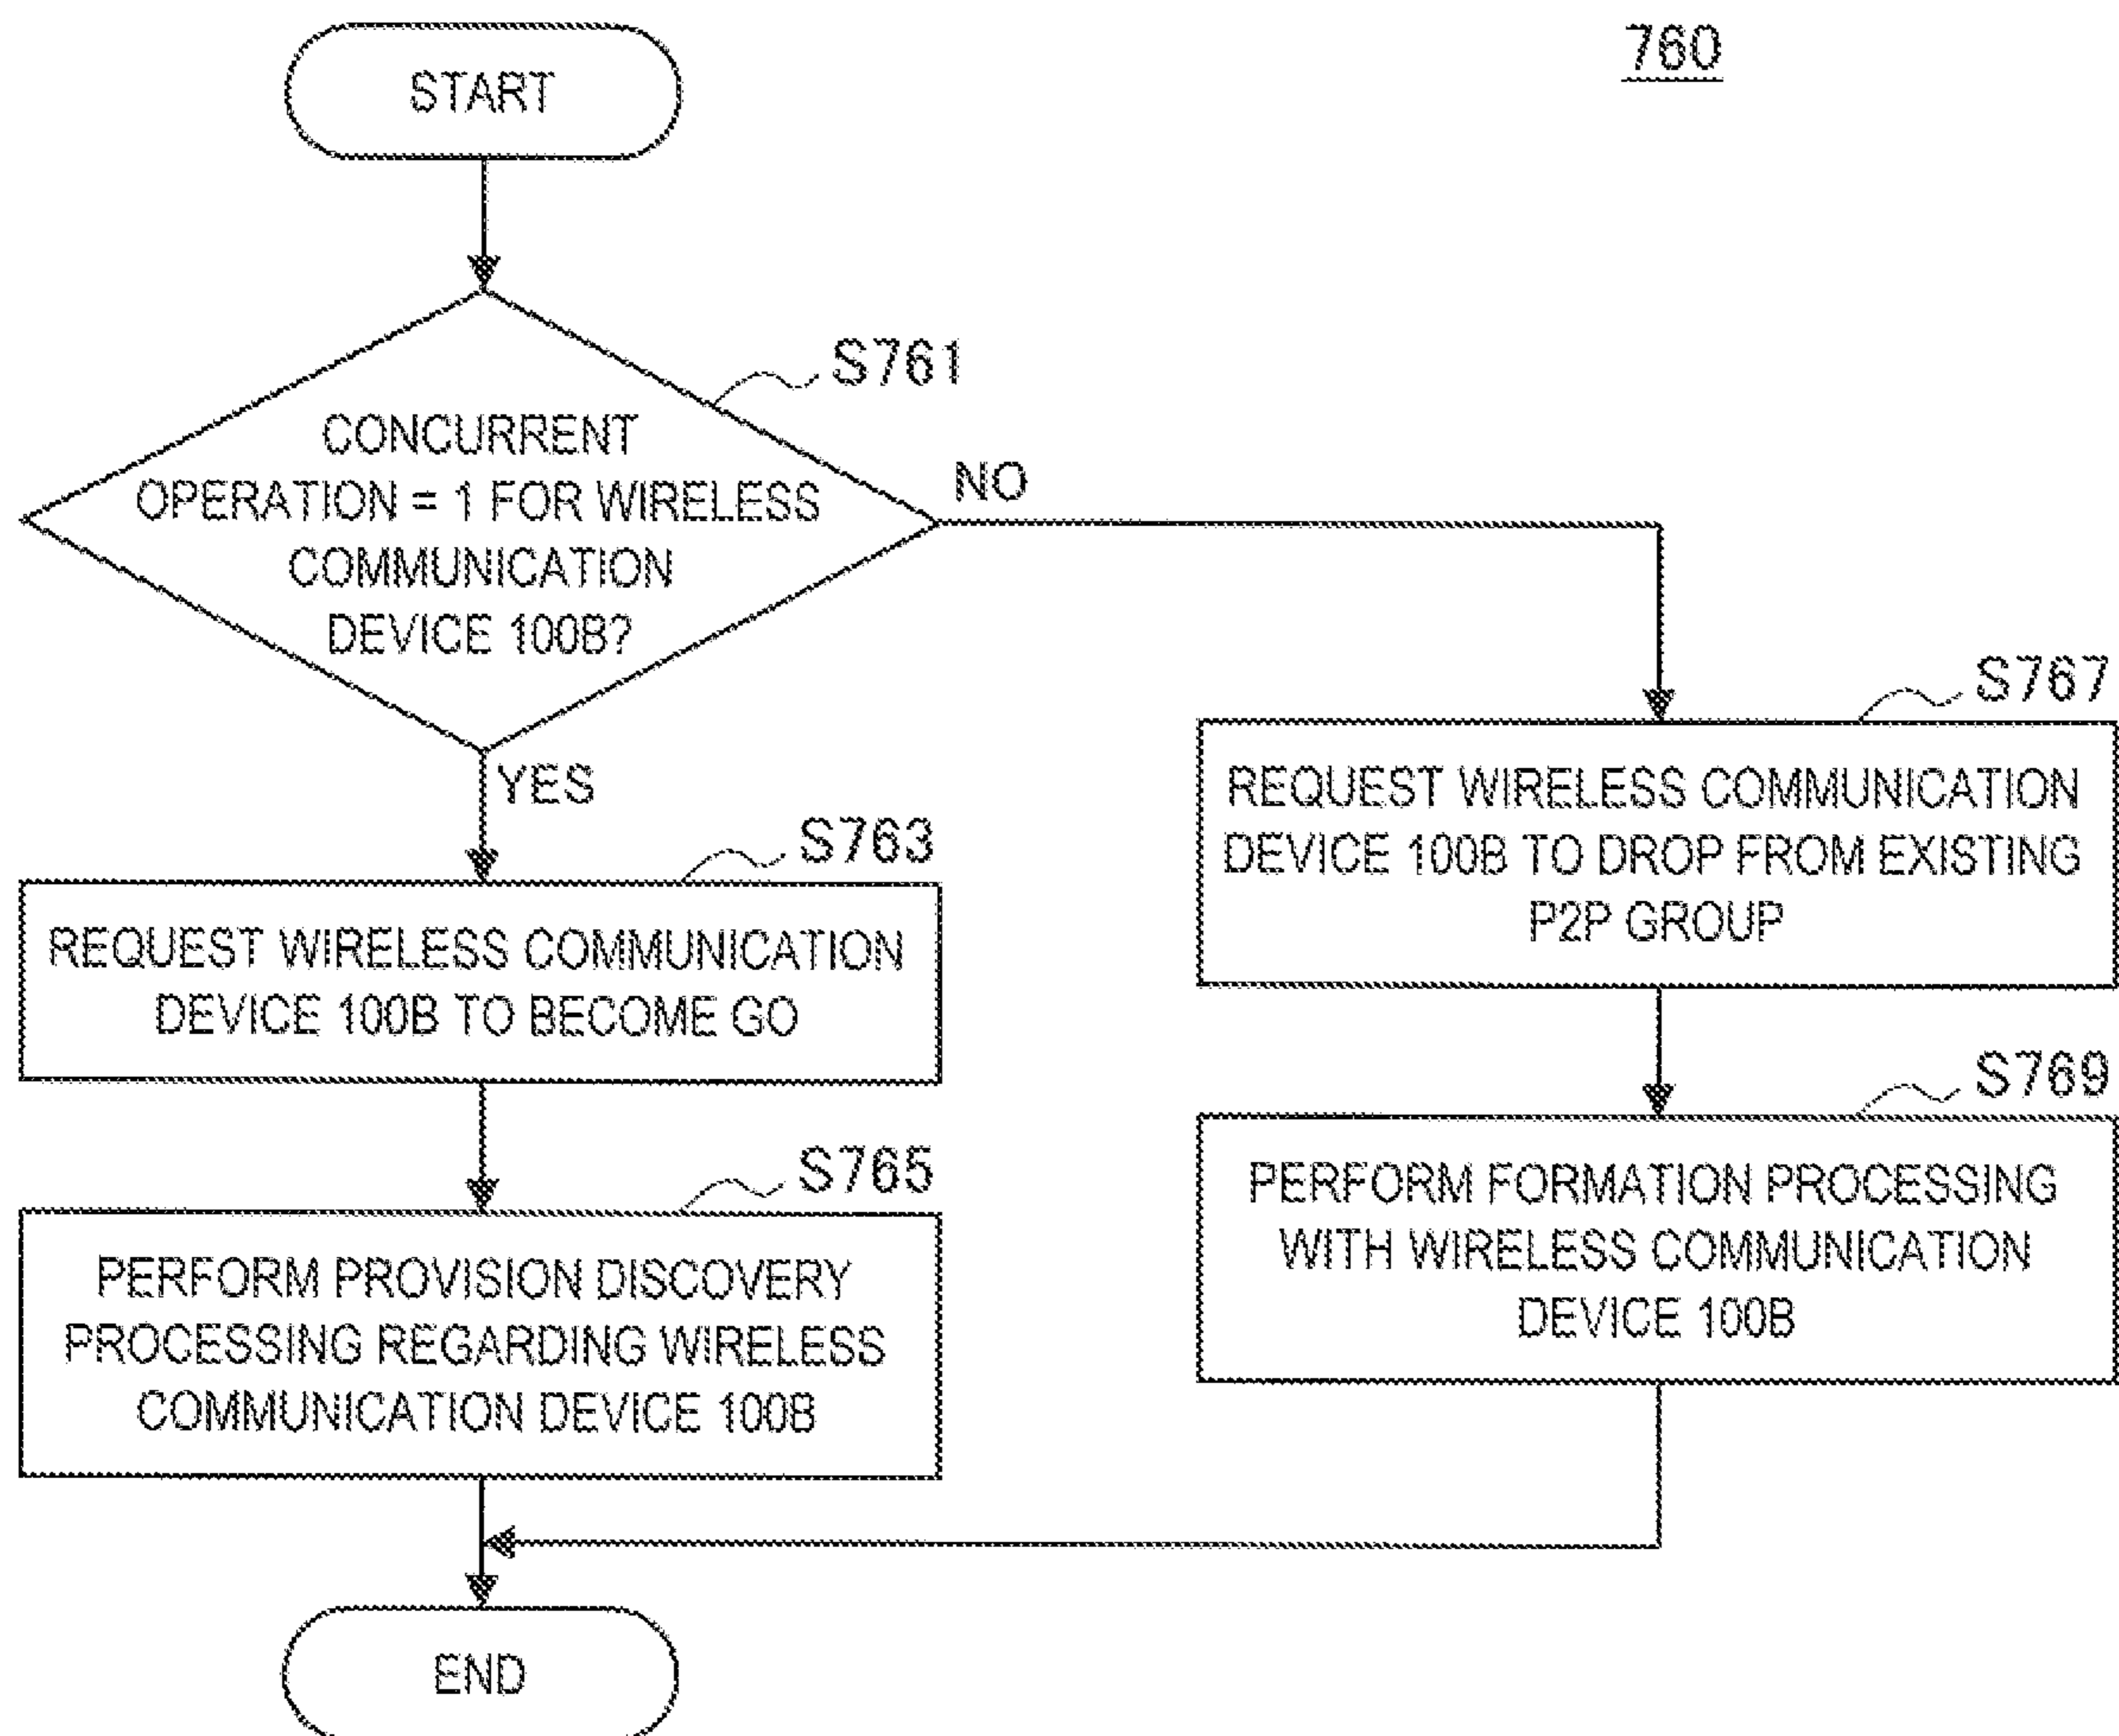 760
START
S761
CONCURRENT
OPERATION = 1 FOR WIRELESS
COMMUNICATION
DEVICE 100B?
NO
YES
S763
REQUEST WIRELESS COMMUNICATION
DEVICE 100B TO BECOME GO
S765
PERFORM PROVISION DISCOVERY
PROCESSING REGARDING WIRELESS
COMMUNICATION DEVICE 100B
S767
REQUEST WIRELESS COMMUNICATION
DEVICE 100B TO DROP FROM EXISTING
P2P GROUP
S769
PERFORM FORMATION PROCESSING
WITH WIRELESS COMMUNICATION
DEVICE 100B
END